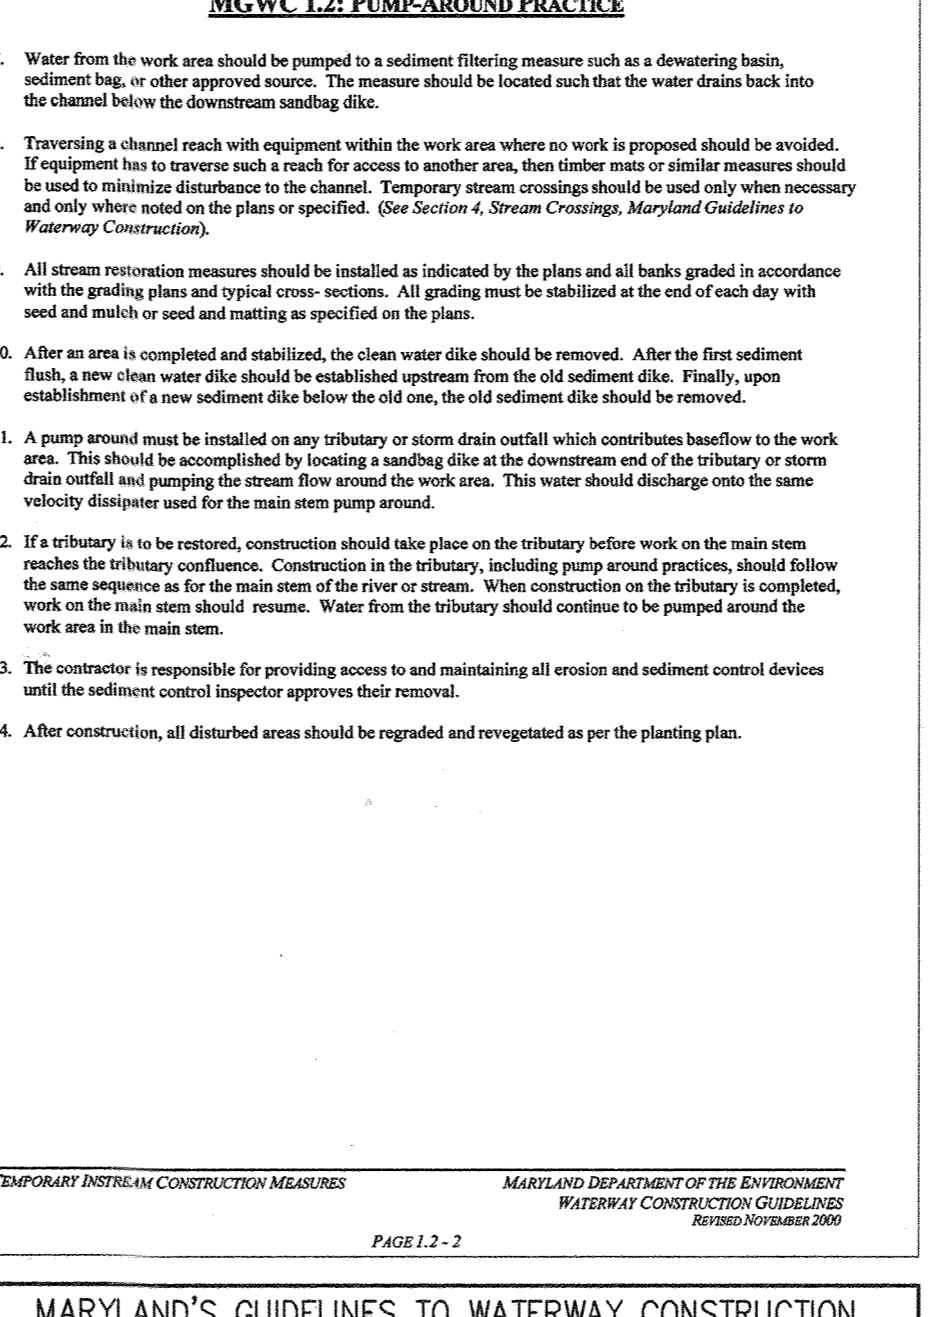 MGWC 1.2: PUMP-AROUND PRACTICE
. Water from the work area should be pumped to a sediment filtering measure such as a dewatering basin,
sediment bag, or other approved source. The measure should be located such that the water drains back into
the channel below the downstream sandbag dike.
. Traversing a channel reach with equipment within the work area where no work is proposed should be avoided.
If equipment has to traverse such a reach for access to another area, then timber mats or similar measures should
be used to minimize disturbance to the channel. Temporary stream crossings should be used only when necessary
and only where noted on the plans or specified. (See Section 4, Stream Crossings, Maryland Guidelines to
Waterway Construction).
. All stream restoration measures should be installed as indicated by the plans and all banks graded in accordance
with the grading plans and typical cross- sections. All grading must be stabilized at the end of each day with
seed and mulch or seed and matting as specified on the plans.
0. After an area is completed and stabilized, the clean water dike should be removed. After the first sediment
flush, a new clean water dike should be established upstream from the old sediment dike. Finally, upon
establishment of a new sediment dike below the old one, the old sediment dike should be removed.
1. A pump around must be installed on any tributary or storm drain outfall which contributes baseflow to the work
area. This should be accomplished by locating a sandbag dike at the downstream end of the tributary or storm
drain outfall and pumping the stream flow around the work area. This water should discharge onto the same
velocity dissipater used for the main stem pump around.
2. If a tributary is to be restored, construction should take place on the tributary before work on the main stem
reaches the tributary confluence. Construction in the tributary, including pump around practices, should follow
the same sequence as for the main stem of the river or stream. When construction on the tributary is completed,
work on the main stem should resume. Water from the tributary should continue to be pumped around the
work area in the main stem.
3. The contractor is responsible for providing access to and maintaining all erosion and sediment control devices
until the sediment control inspector approves their removal.
4. After construction, all disturbed areas should be regraded and revegetated as per the planting plan.
TEMPORARY INSTREAM CONSTRUCTION MEASURES
MARYLAND DEPARTMENT OF THE ENVIRONMENT
WATERWAY CONSTRUCTION GUIDELINES
REVISED NOVEMBER 2000
PAGE 1.2 - 2
MARYLAND'S GUIDELINES TO WATERWAY CONSTRUCTION